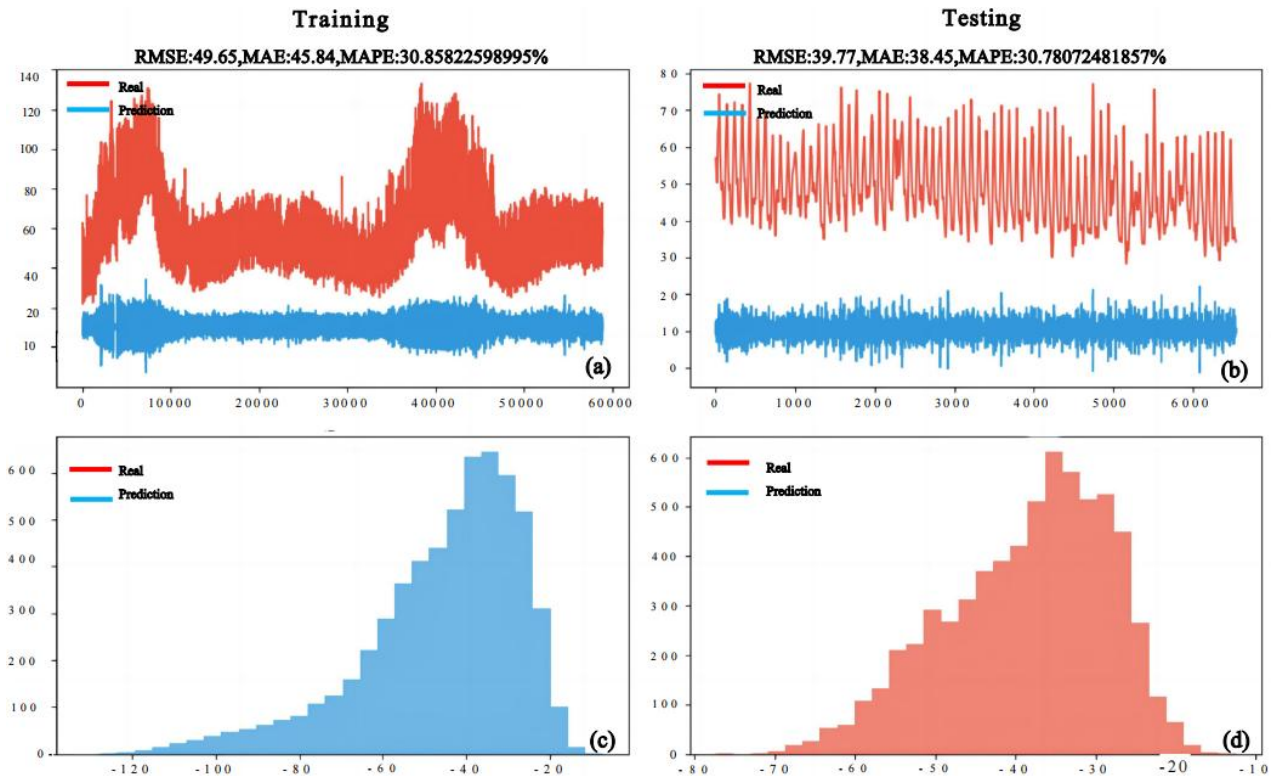 Training
Testing
RMSE:49.65,MAE:45.84,MAPE:30.85822598995%
RMSE:39.77,MAE:38.45,MAPE:30.78072481857%
140
120
100
80
60
40
20
10
Real
Prediction
(a)
0 10000 20000 30000 40000 50000 60000
80
70
60
50
40
30
20
10
0
Real
Prediction
(b)
0 1000 2000 3000 4000 5000 6000
600
500
400
300
200
100
0
Real
Prediction
(c)
-120 -100 -80 -60 -40 -20
600
500
400
300
200
100
0
Real
Prediction
(d)
-80 -70 -60 -50 -40 -30 -20 -10